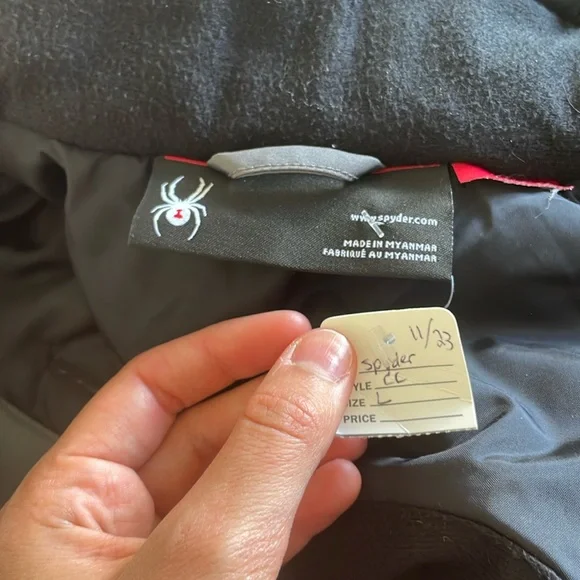 www.spyder.com
MADE IN MYANMAR
FABRIQUÉ AU MYANMAR
11/23
Spyder
YLE CC
IZE L
PRICE